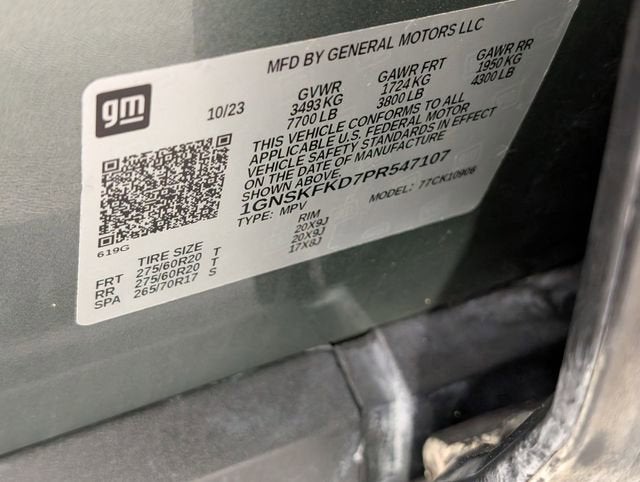 MFD BY GENERAL MOTORS LLC
gm
10/23
GVWR GAWR FRT GAWR RR
3493 KG 1724 KG 1950 KG
7700 LB 3800 LB 4300 LB
THIS VEHICLE CONFORMS TO ALL
APPLICABLE U.S. FEDERAL MOTOR
VEHICLE SAFETY STANDARDS IN EFFECT
ON THE DATE OF MANUFACTURE
SHOWN ABOVE.
1GNSKFKD7PR547107
TYPE: MPV MODEL: 77CK10906
619G
TIRE SIZE RIM
FRT 275/60R20 T 20X9J
RR 275/60R20 T 20X9J
SPA 265/70R17 S 17X8J